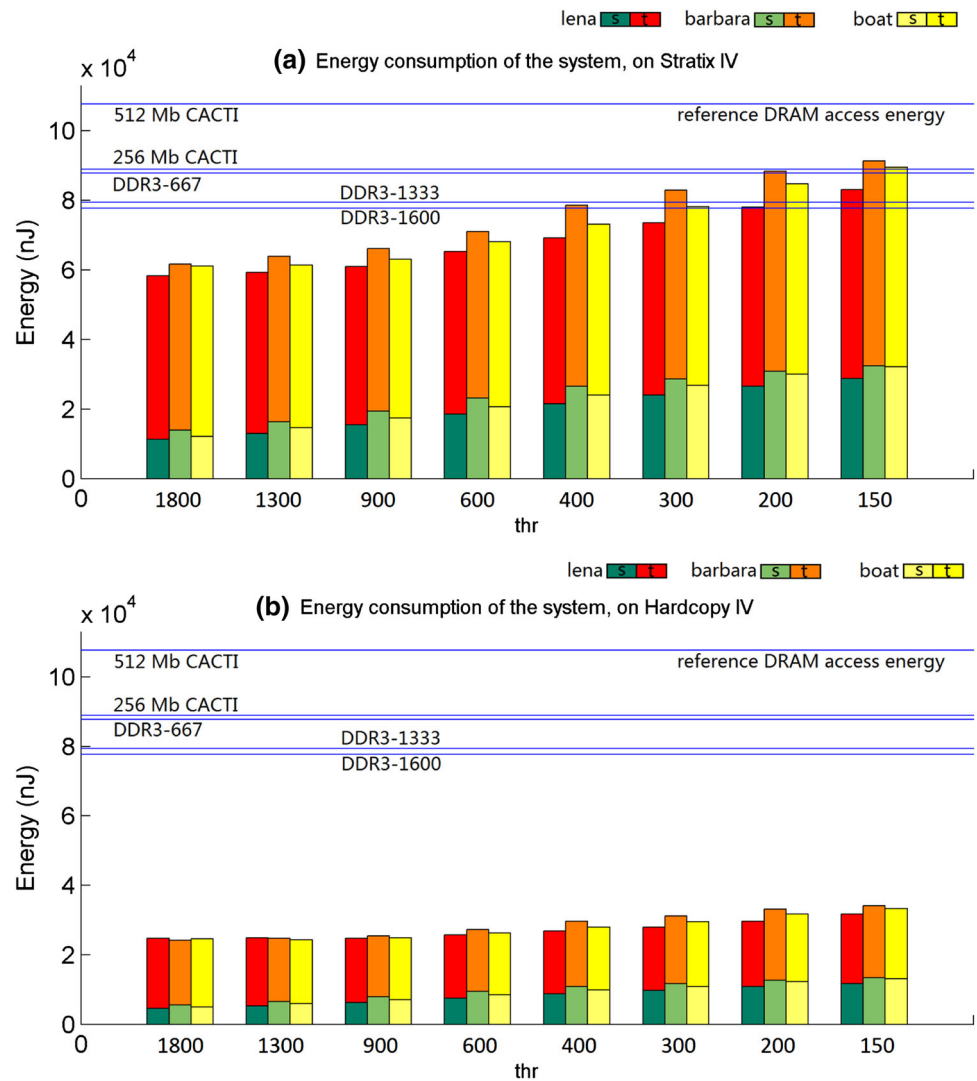 lena s t barbara s t boat s t
(a) Energy consumption of the system, on Stratix IV
x 10^4
512 Mb CACTI reference DRAM access energy
10
256 Mb CACTI
DDR3-667
DDR3-1333
8
DDR3-1600
6
Energy (nJ)
4
2
0
0 1800 1300 900 600 400 300 200 150
thr
lena s t barbara s t boat s t
(b) Energy consumption of the system, on Hardcopy IV
x 10^4
512 Mb CACTI reference DRAM access energy
10
256 Mb CACTI
DDR3-667
DDR3-1333
8
DDR3-1600
6
Energy (nJ)
4
2
0
0 1800 1300 900 600 400 300 200 150
thr